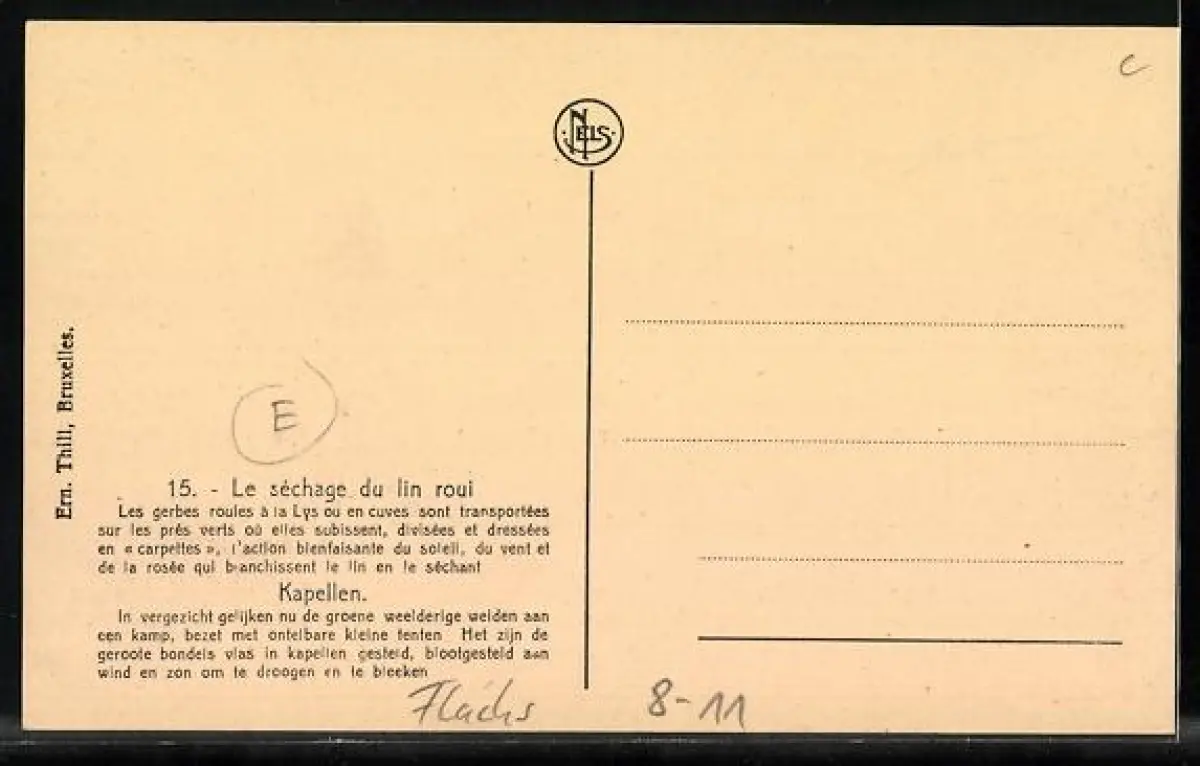 C
NELS
Ern. Thill, Bruxelles.
E
15. - Le séchage du lin roui
Les gerbes rouies à la Lys ou en cuves sont transportées
sur les prés verts où elles subissent, divisées et dressées
en « carpettes », l'action bienfaisante du soleil, du vent et
de la rosée qui blanchissent le lin en le séchant
Kapellen.
In vergezicht gelijken nu de groene weelderige weiden aan
een kamp, bezet met ontelbare kleine tenten Het zijn de
geroote bondels vlas in kapellen gesteld, blootgesteld aan
wind en zon om te droogen en te bleeken
Flachs
8-11